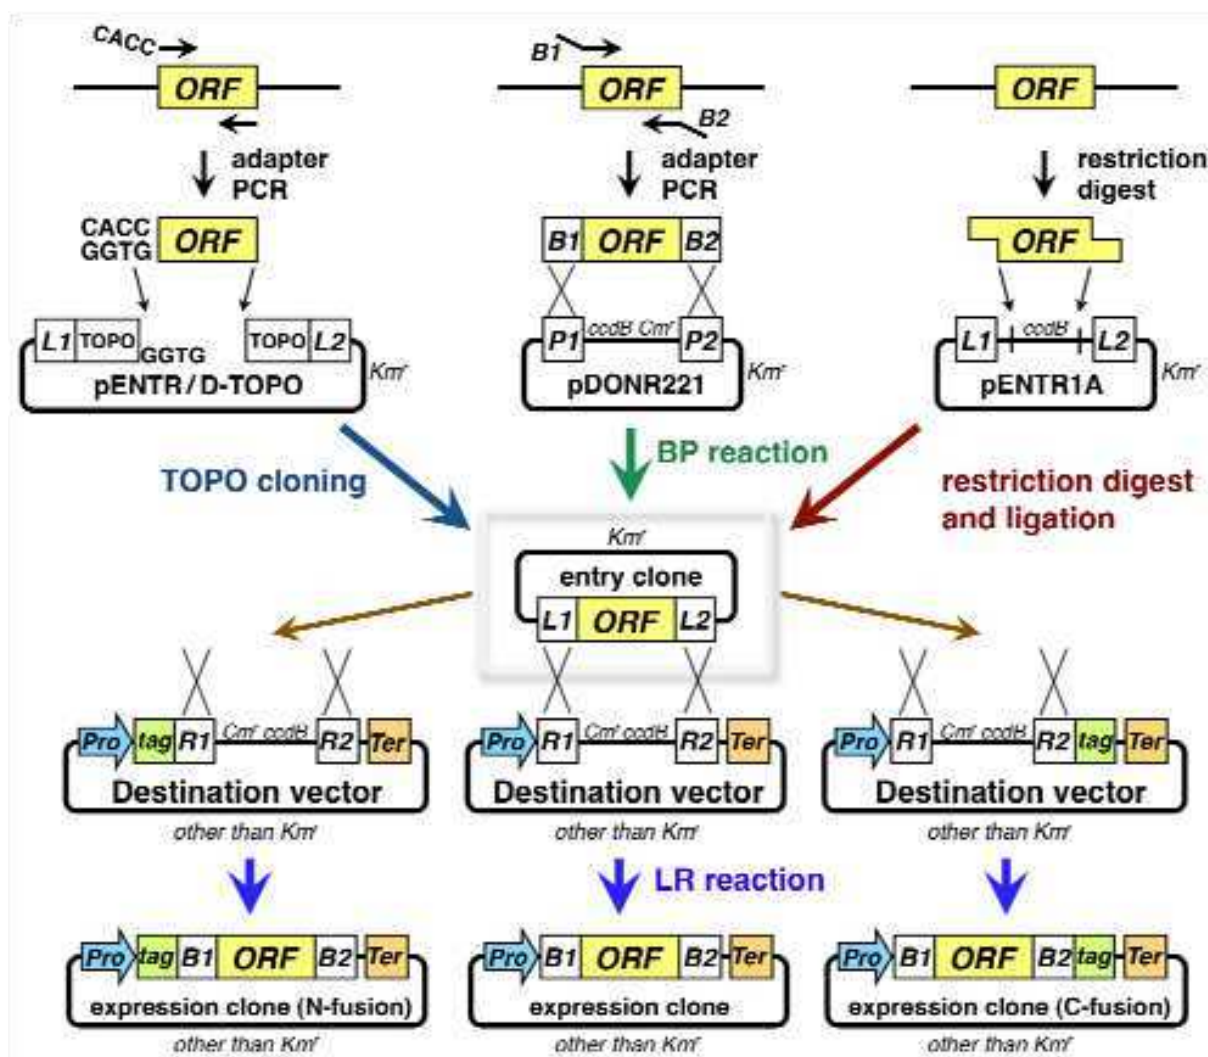 CACC
ORF
B1
ORF
B2
ORF
adapter
PCR
adapter
PCR
restriction
digest
CACC
GGTG
ORF
B1 ORF B2
ORF
L1 TOPO
GGTG
TOPO L2
Kmʳ
pENTR / D-TOPO
P1 ccdB Cmʳ P2
Kmʳ
pDONR221
L1 ccdB L2
Kmʳ
pENTR1A
TOPO cloning
BP reaction
restriction digest
and ligation
Kmʳ
entry clone
L1 ORF L2
Pro tag R1 Cmʳ ccdB R2 Ter
Destination vector
other than Kmʳ
Pro R1 Cmʳ ccdB R2 Ter
Destination vector
other than Kmʳ
Pro R1 Cmʳ ccdB R2 tag Ter
Destination vector
other than Kmʳ
LR reaction
Pro tag B1 ORF B2 Ter
expression clone (N-fusion)
other than Kmʳ
Pro B1 ORF B2 Ter
expression clone
other than Kmʳ
Pro B1 ORF B2 tag Ter
expression clone (C-fusion)
other than Kmʳ